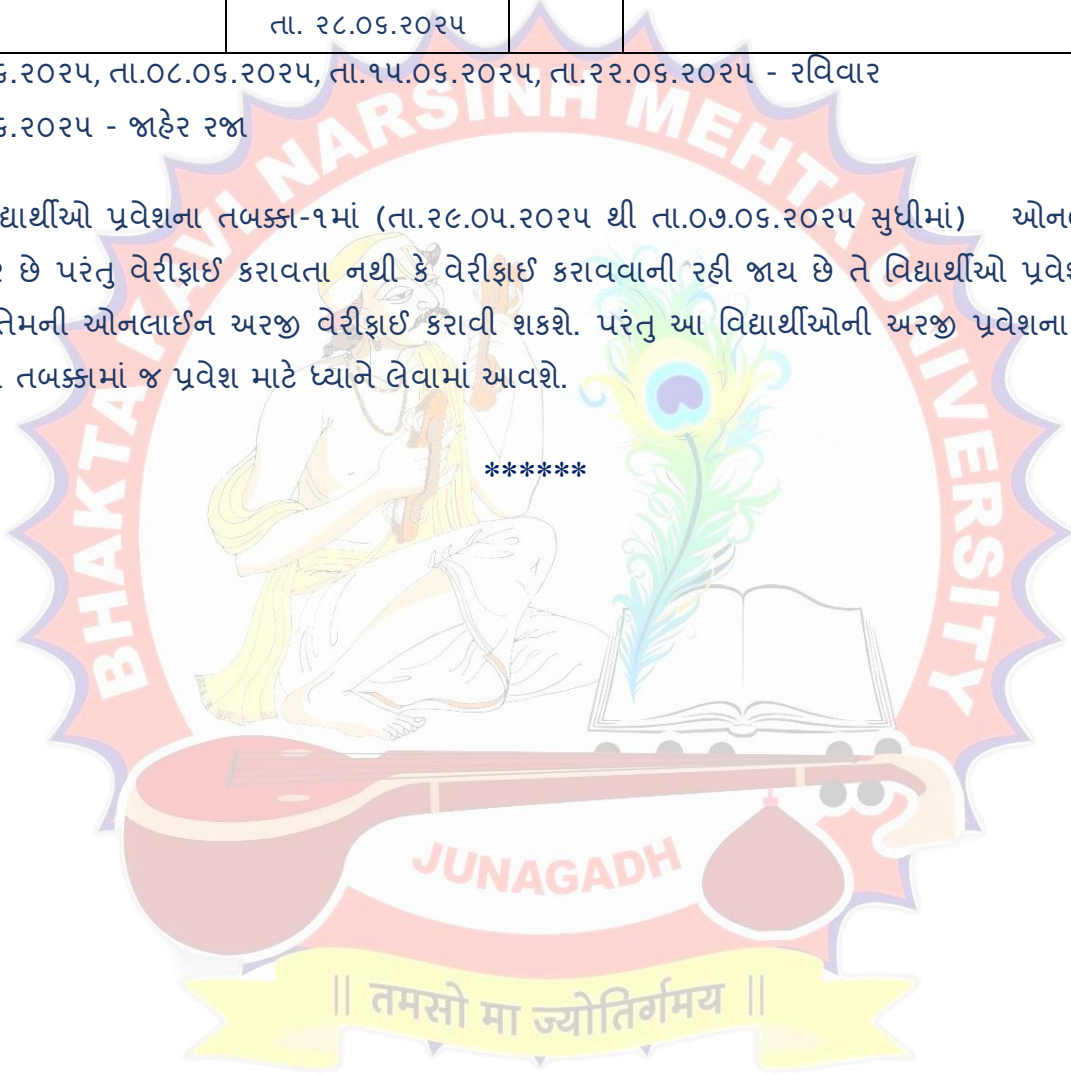 તા. ૨૮.૦૬.૨૦૨૫
૬.૨૦૨૫, તા.૦૮.૦૬.૨૦૨૫, તા.૧૫.૦૬.૨૦૨૫, તા.૨૨.૦૬.૨૦૨૫ - રવિવાર
૬.૨૦૨૫ - જાહેર રજા
દ્યાર્થીઓ પ્રવેશના તબક્કા-૧માં (તા.૨૯.૦૫.૨૦૨૫ થી તા.૦૭.૦૬.૨૦૨૫ સુધીમાં)
છે પરંતુ વેરીફાઈ કરાવતા નથી કે વેરીફાઈ કરાવવાની રહી જાય છે તે વિદ્યાર્થીઓ
તેમની ઓનલાઈન અરજી વેરીફાઈ કરાવી શકશે. પરંતુ આ વિદ્યાર્થીઓની અરજી પ્રવેશના
તબક્કામાં જ પ્રવેશ માટે ધ્યાને લેવામાં આવશે.
******
BHAKTA KAVI NARSINH MEHTA UNIVERSITY
JUNAGADH
|| तमसो मा ज्योतिर्गमय ||